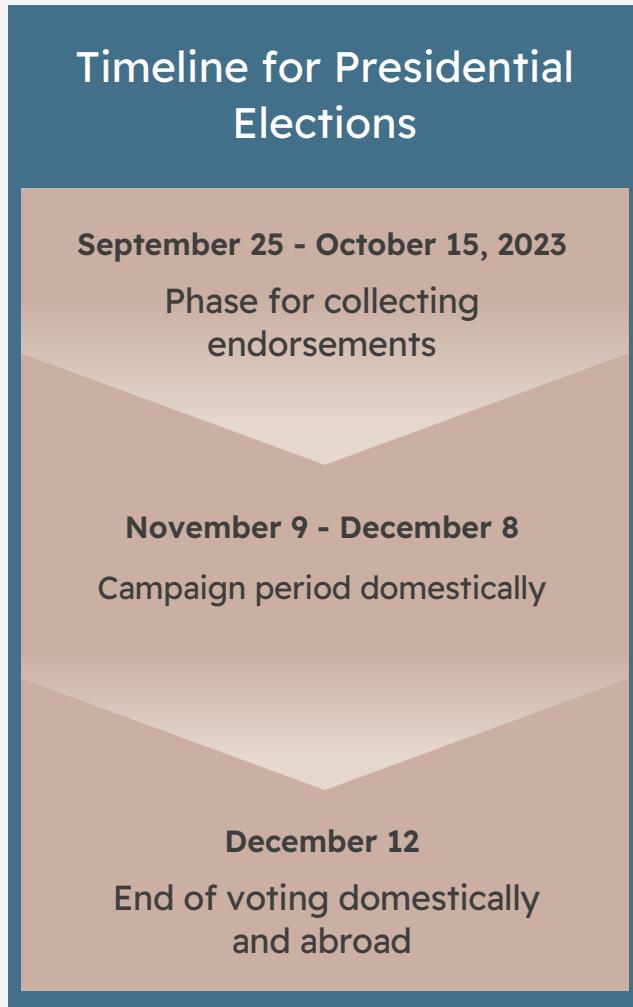 Timeline for Presidential
Elections
September 25 - October 15, 2023
Phase for collecting
endorsements
November 9 - December 8
Campaign period domestically
December 12
End of voting domestically
and abroad